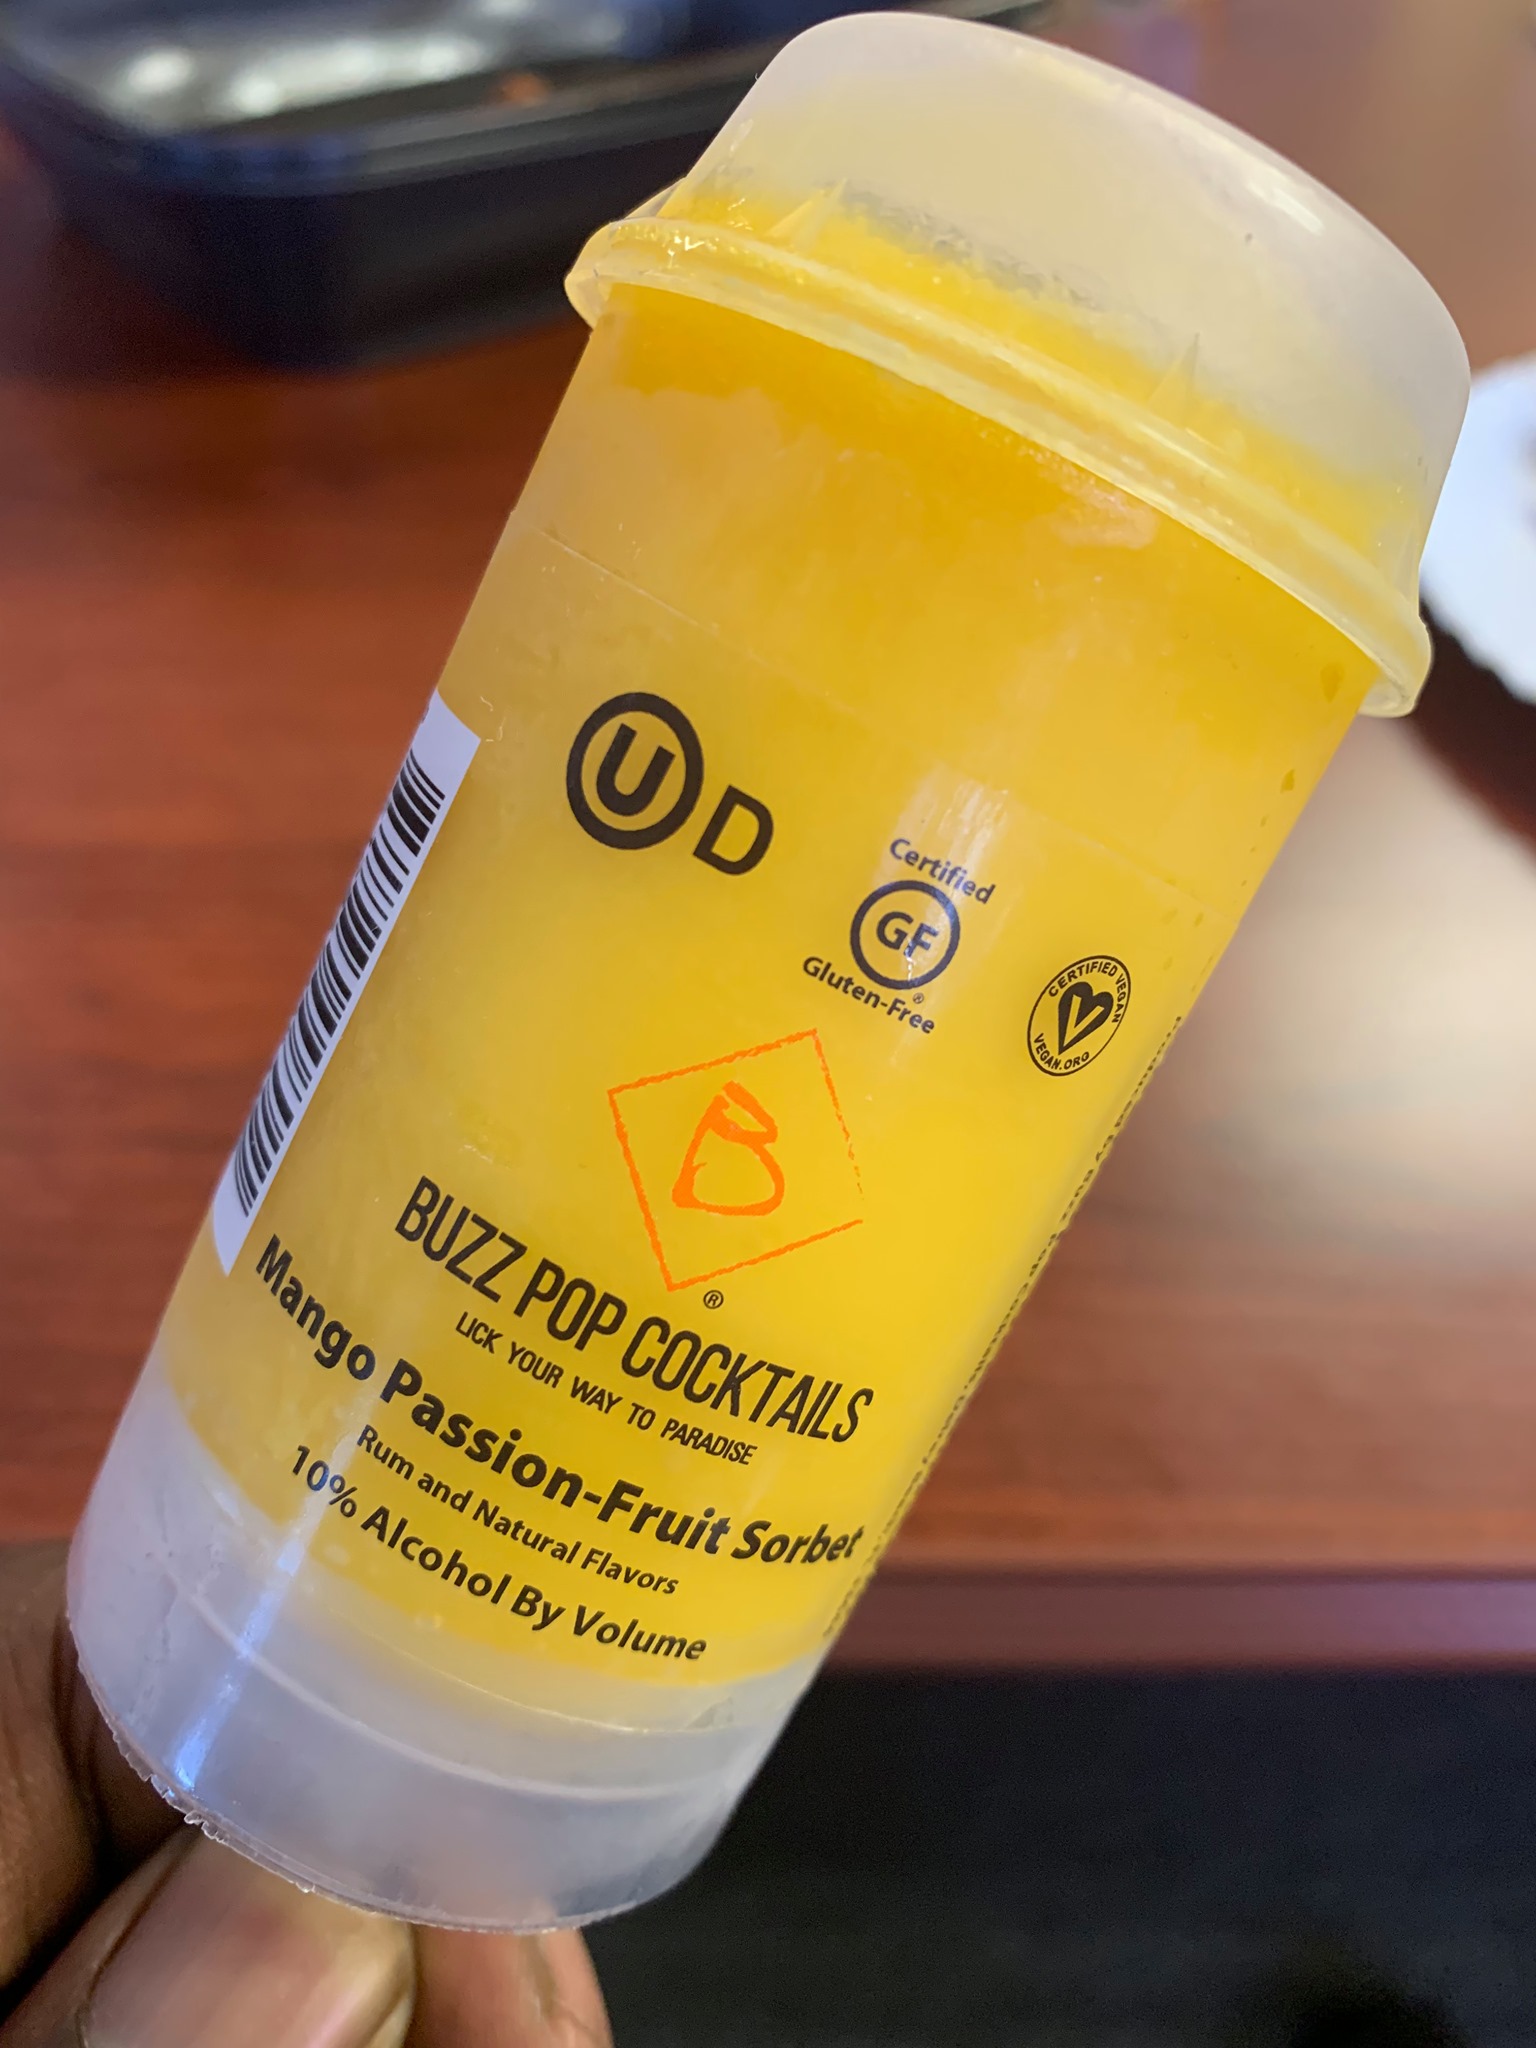 U D
Certified
GF
Gluten-Free
®
CERTIFIED VEGAN
V
VEGAN.ORG
B
®
BUZZ POP COCKTAILS
LICK YOUR WAY TO PARADISE
Mango Passion-Fruit Sorbet
Rum and Natural Flavors
10% Alcohol By Volume